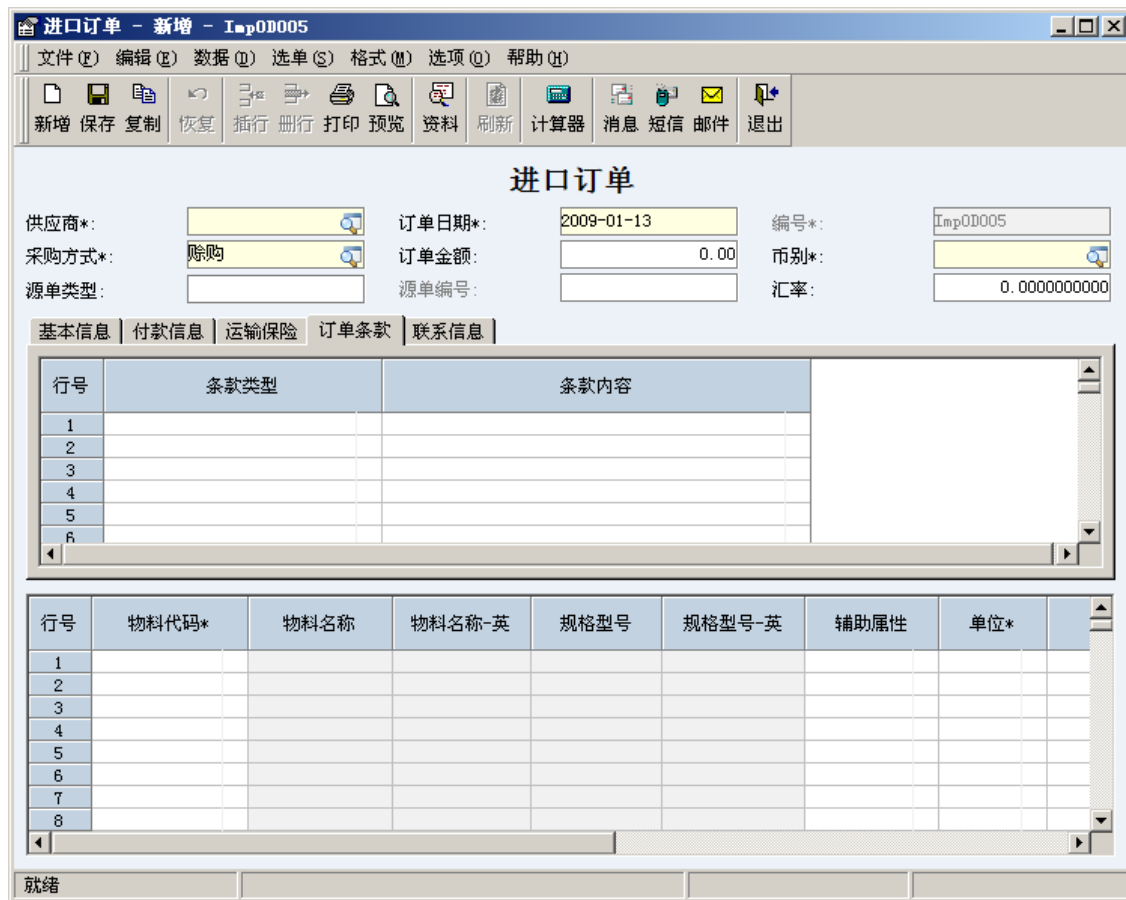 进口订单 - 新增 - ImpOD005
文件(F) 编辑(E) 数据(D) 选单(S) 格式(M) 选项(O) 帮助(H)
新增 保存 复制 恢复 插行 删行 打印 预览 资料 刷新 计算器 消息 短信 邮件 退出
进口订单
供应商*: 订单日期*: 2009-01-13 编号*: ImpOD005
采购方式*: 赊购 订单金额: 0.00 币别*:
源单类型: 源单编号: 汇率: 0.0000000000
基本信息 付款信息 运输保险 订单条款 联系信息
行号 条款类型 条款内容
1
2
3
4
5
6
行号 物料代码* 物料名称 物料名称-英 规格型号 规格型号-英 辅助属性 单位*
1
2
3
4
5
6
7
8
就绪